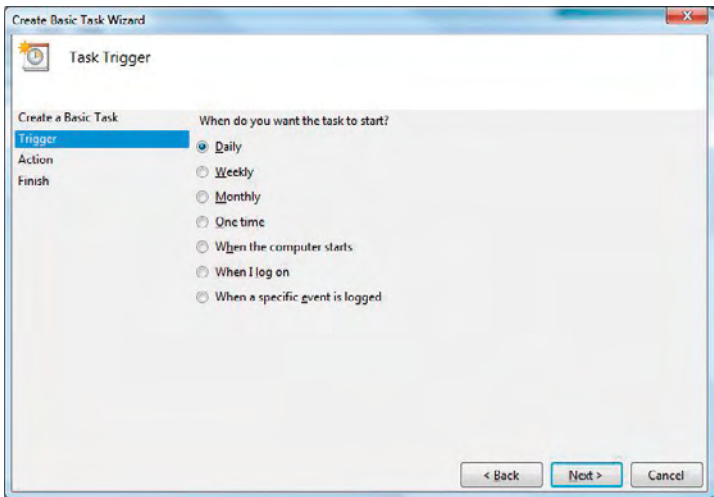 Create Basic Task Wizard
Task Trigger
Create a Basic Task
Trigger
Action
Finish
When do you want the task to start?
Daily
Weekly
Monthly
One time
When the computer starts
When I log on
When a specific event is logged
< Back
Next >
Cancel